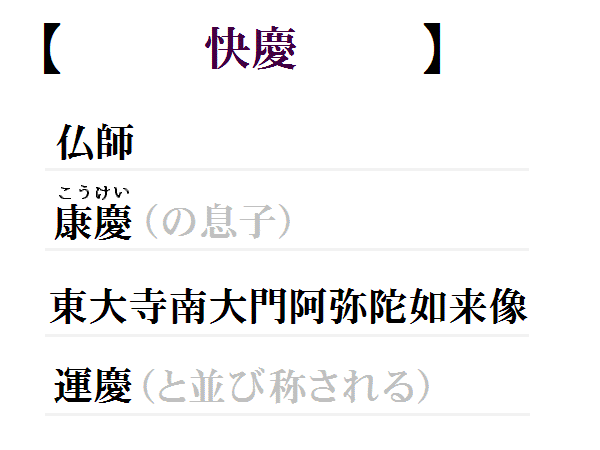 【　快慶　】
仏師
こうけい
康慶（の息子）
東大寺南大門阿弥陀如来像
運慶（と並び称される）